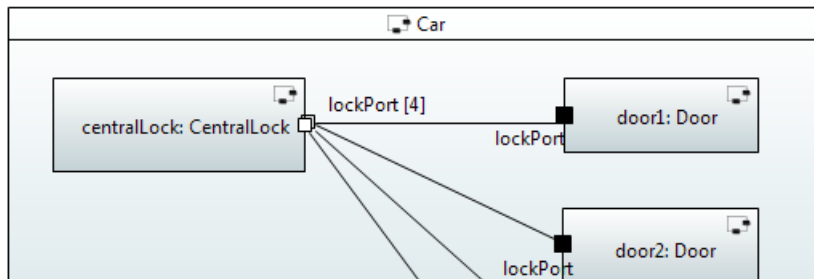 Car
lockPort [4]
centralLock: CentralLock
door1: Door
lockPort
door2: Door
lockPort